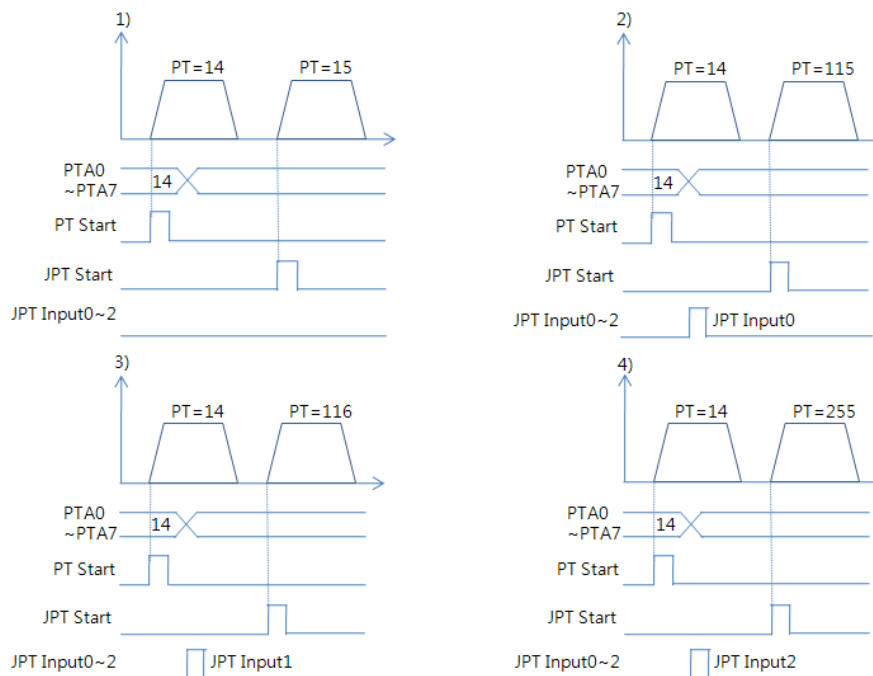 1)
PT=14 PT=15
PTA0
~PTA7
14
PT Start
JPT Start
JPT Input0~2
2)
PT=14 PT=115
PTA0
~PTA7
14
PT Start
JPT Start
JPT Input0~2 JPT Input0
3)
PT=14 PT=116
PTA0
~PTA7
14
PT Start
JPT Start
JPT Input0~2 JPT Input1
4)
PT=14 PT=255
PTA0
~PTA7
14
PT Start
JPT Start
JPT Input0~2 JPT Input2